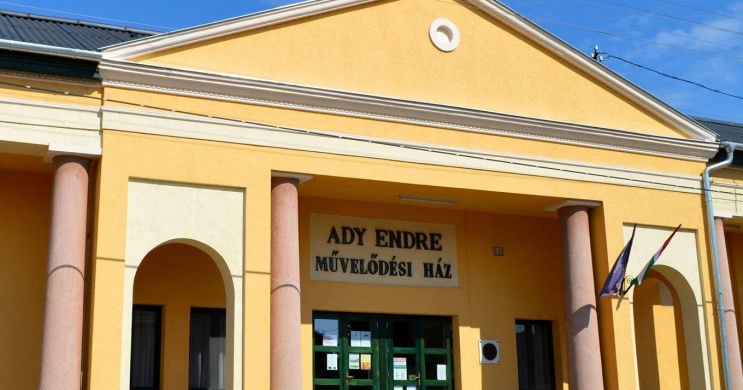 ADY ENDRE
MŰVELŐDÉSI HÁZ